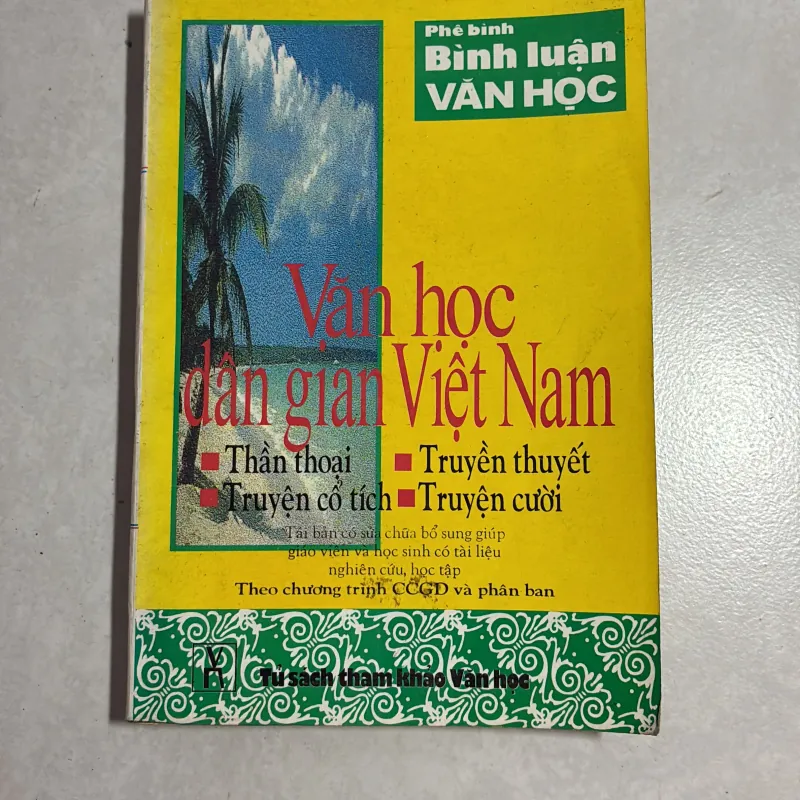 Phê bình
Bình luận
VĂN HỌC
Văn học
dân gian Việt Nam
Thần thoại
Truyền thuyết
Truyện cổ tích
Truyện cười
Tái bản có sửa chữa bổ sung giúp
giáo viên và học sinh có tài liệu
nghiên cứu, học tập
Theo chương trình CCGD và phân ban
VH
Tủ sách tham khảo Văn học